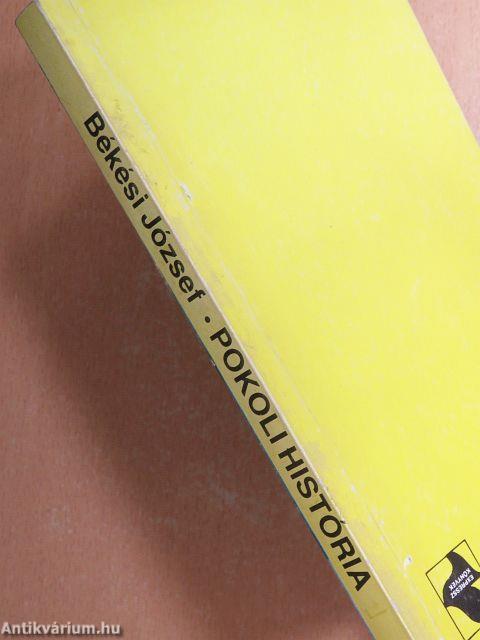 Békési József • POKOLI HISTÓRIA
EXPRESSZ
KÖNYVEK
Antikvárium.hu